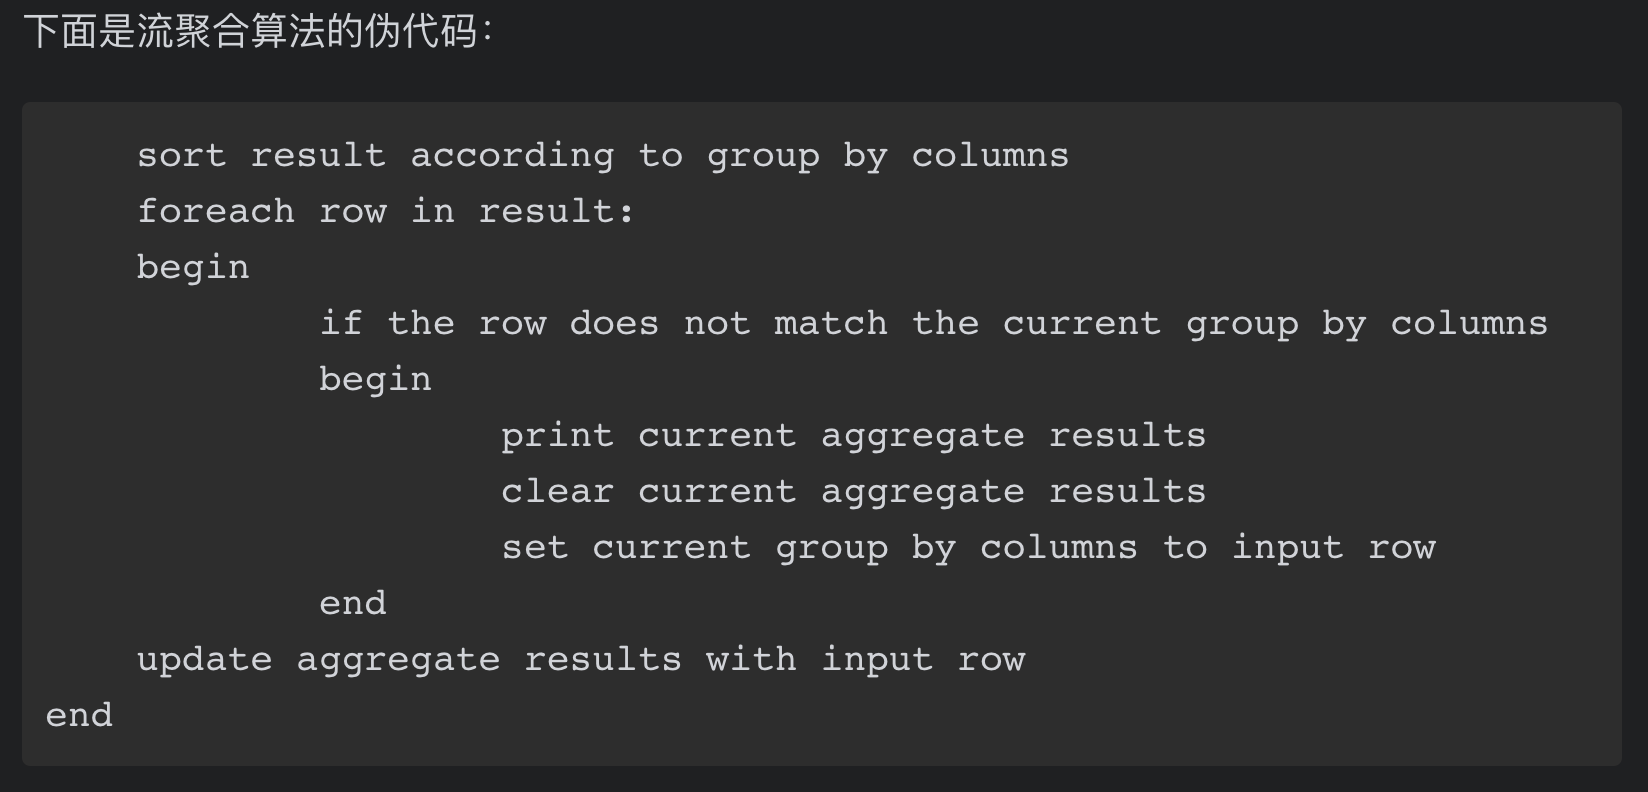 下面是流聚合算法的伪代码：
sort result according to group by columns
foreach row in result:
begin
if the row does not match the current group by columns
begin
print current aggregate results
clear current aggregate results
set current group by columns to input row
end
update aggregate results with input row
end